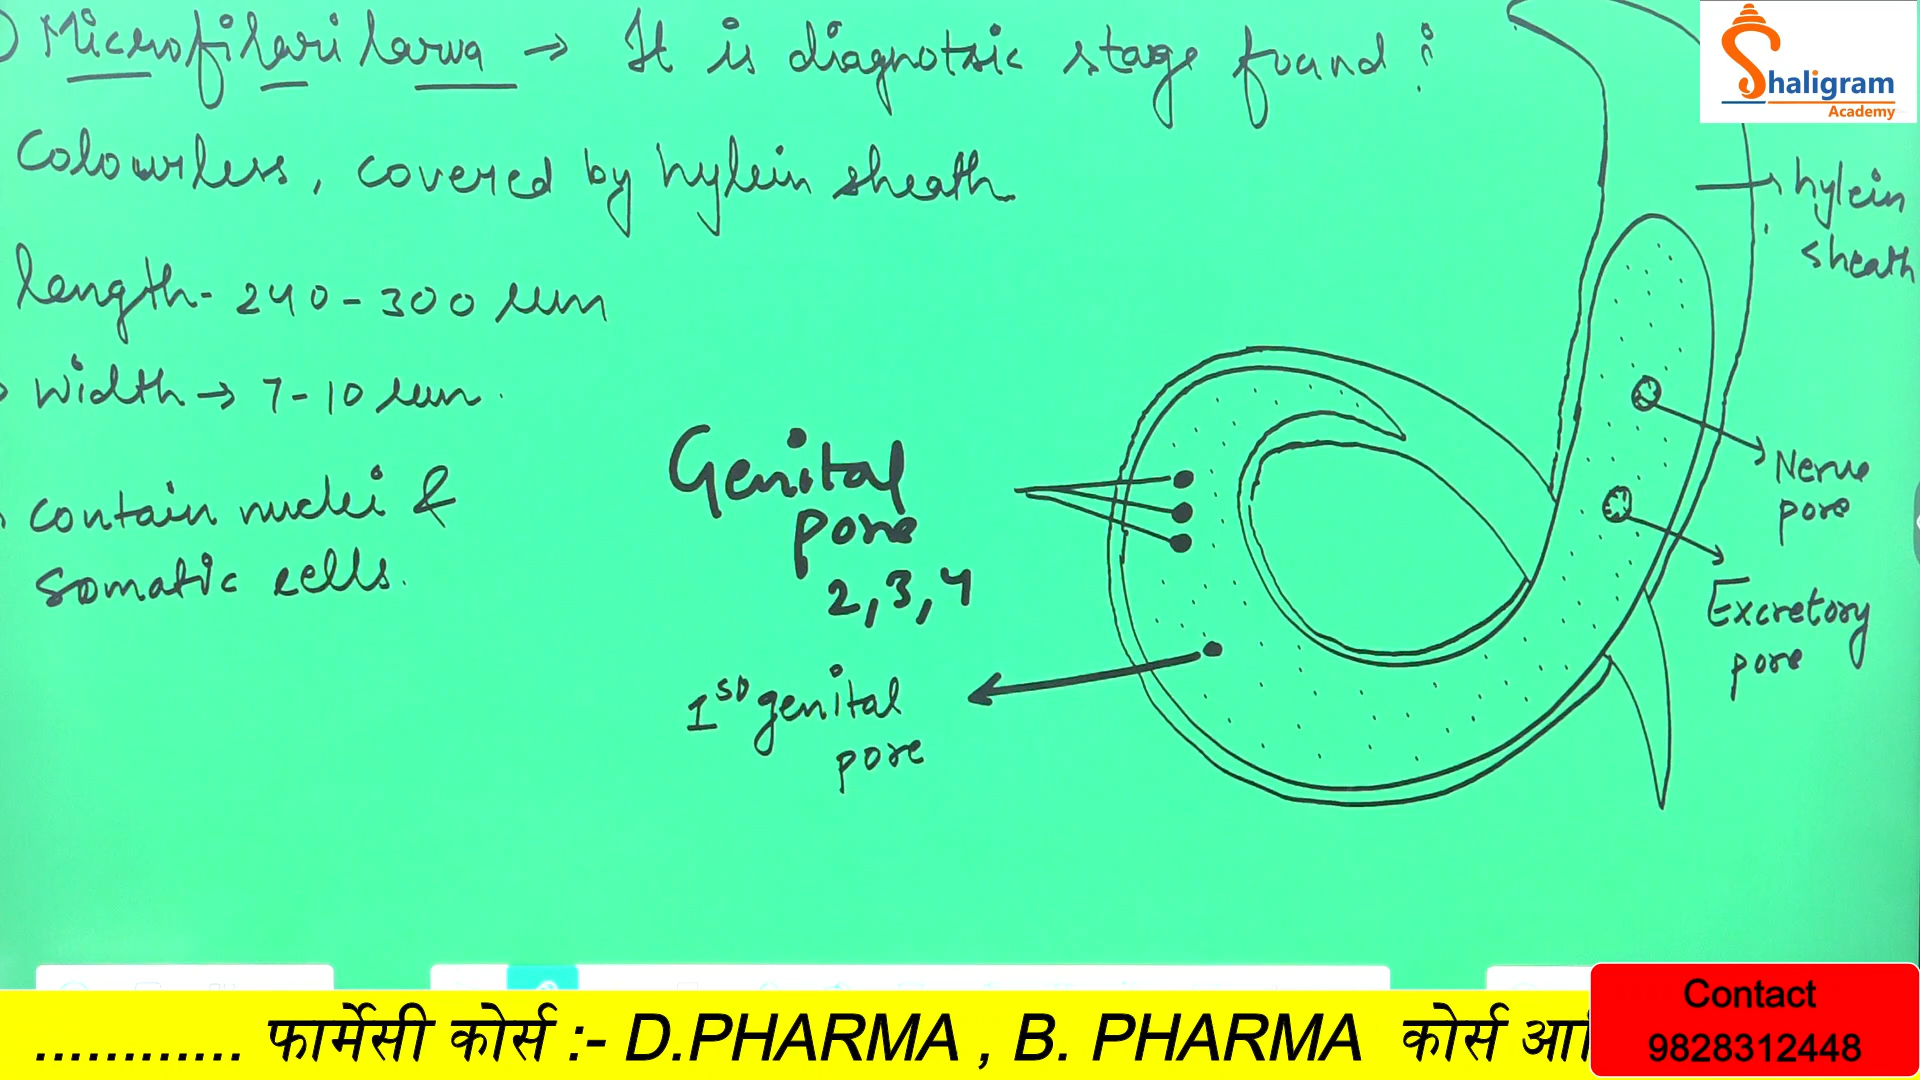 Microfilari larva → It is diagnotsic stage found :
Colourless, covered by hylein sheath
length - 240 - 300 um
Width → 7 - 10 um
contain nuclei &
somatic cells.
Genital
pore
2, 3, 4
1st genital
pore
hylein
sheath
Nerve
pore
Excretory
pore
Shaligram
Academy
............ फार्मेसी कोर्स :- D.PHARMA , B. PHARMA कोर्स
Contact
9828312448